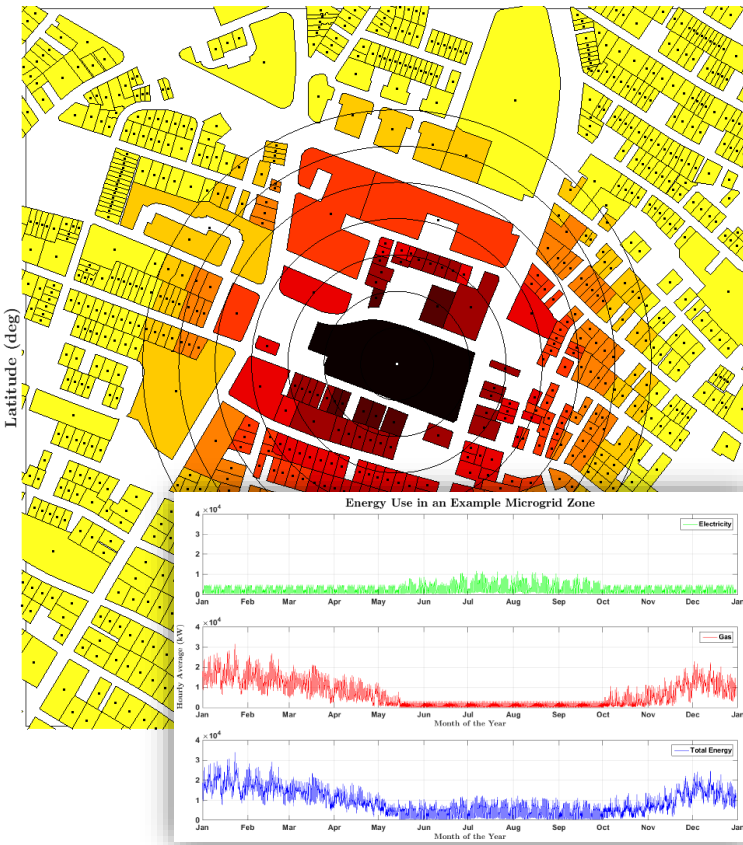 Latitude (deg)
Energy Use in an Example Microgrid Zone
×10⁴
4
3
2
1
0
Electricity
Jan Feb Mar Apr May Jun Jul Aug Sep Oct Nov Dec Jan
×10⁴
4
3
2
1
0
Hourly Average (kW)
Gas
Jan Feb Mar Apr May Jun Jul Aug Sep Oct Nov Dec Jan
Month of the Year
×10⁴
4
3
2
1
0
Total Energy
Jan Feb Mar Apr May Jun Jul Aug Sep Oct Nov Dec Jan
Month of the Year